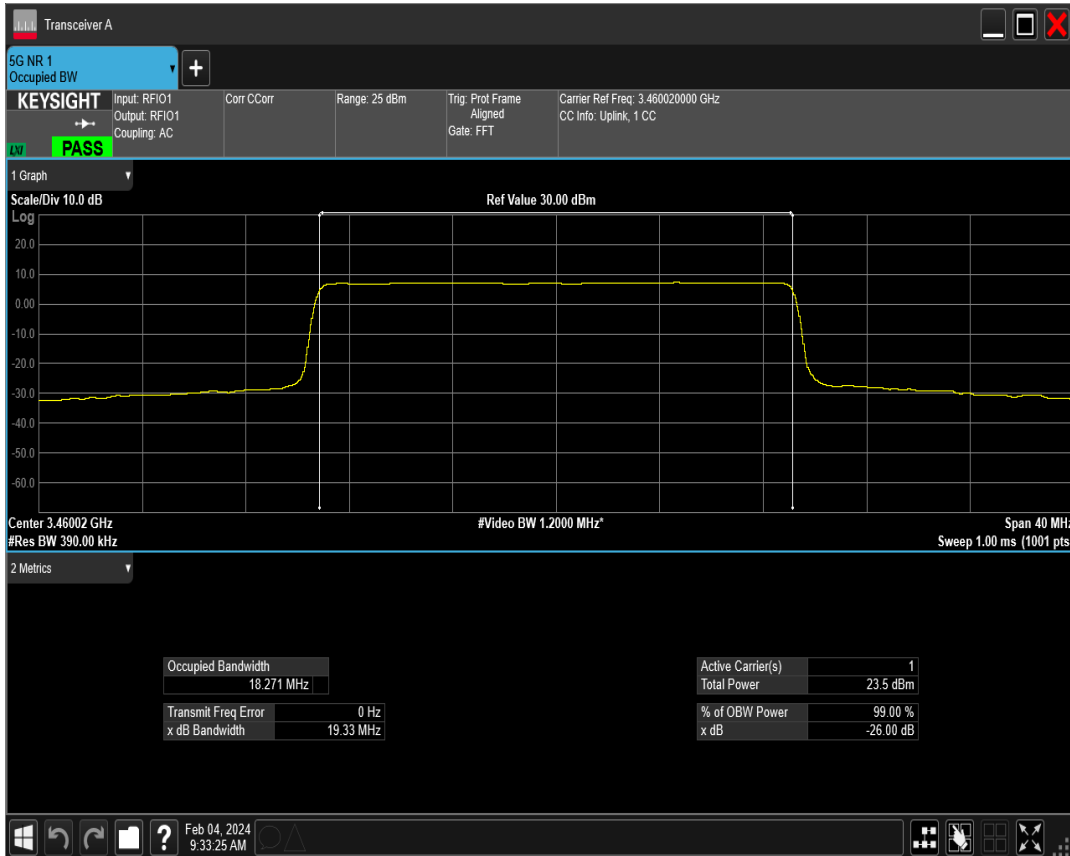 Transceiver A
5G NR 1
Occupied BW
+
KEYSIGHT
LXI
PASS
Input: RFIO1
Output: RFIO1
Coupling: AC
Corr CCorr
Range: 25 dBm
Trig: Prot Frame
Aligned
Gate: FFT
Carrier Ref Freq: 3.460020000 GHz
CC Info: Uplink, 1 CC
1 Graph
Scale/Div 10.0 dB
Ref Value 30.00 dBm
Log
20.0
10.0
0.00
-10.0
-20.0
-30.0
-40.0
-50.0
-60.0
Center 3.46002 GHz
#Video BW 1.2000 MHz*
Span 40 MHz
#Res BW 390.00 kHz
Sweep 1.00 ms (1001 pts
2 Metrics
Occupied Bandwidth
18.271 MHz
Transmit Freq Error 0 Hz
x dB Bandwidth 19.33 MHz
Active Carrier(s) 1
Total Power 23.5 dBm
% of OBW Power 99.00 %
x dB -26.00 dB
?
Feb 04, 2024
9:33:25 AM